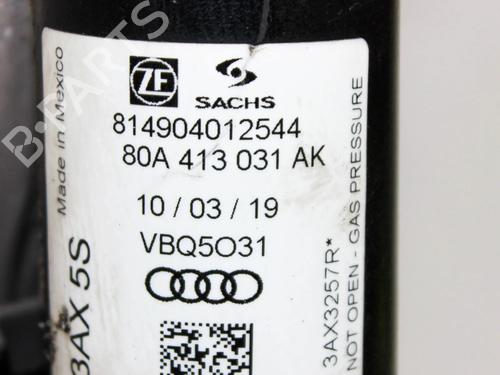 ZF
SACHS
814904012544
80A 413 031 AK
10 / 03 / 19
VBQ5O31
Made in Mexico
3AX 5S
3AX3257R*
NOT OPEN - GAS PRESSURE
B-PARTS